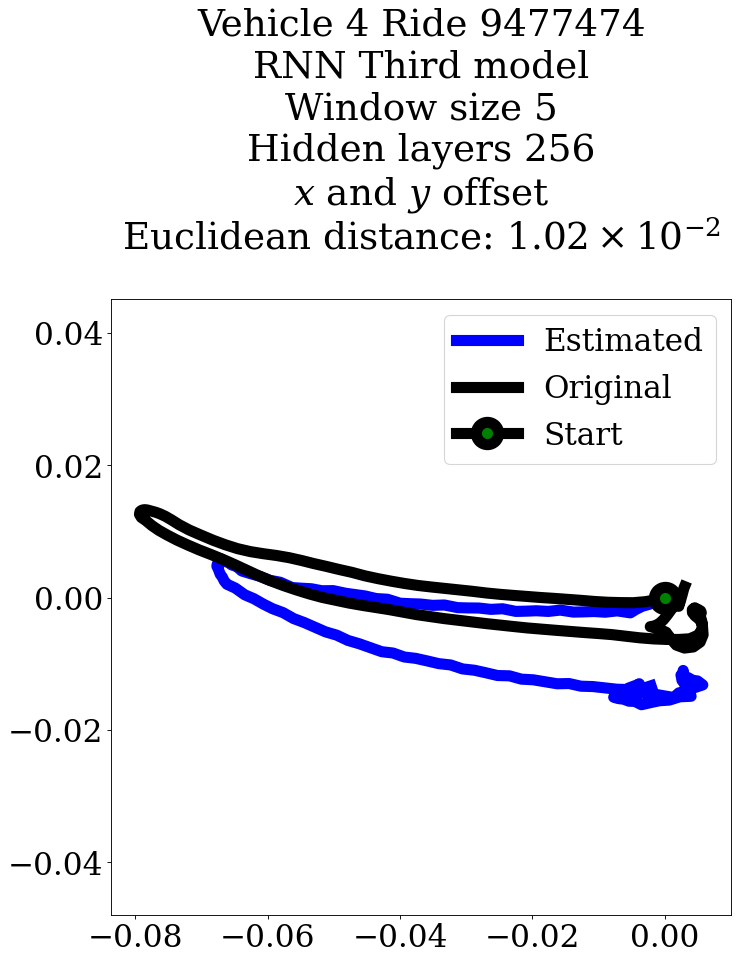 Vehicle 4 Ride 9477474
RNN Third model
Window size 5
Hidden layers 256
x and y offset
Euclidean distance: 1.02 × 10⁻²
Estimated
Original
Start
0.04
0.02
0.00
−0.02
−0.04
−0.08 −0.06 −0.04 −0.02 0.00